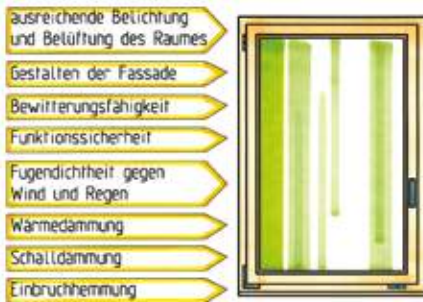 ausreichende Belichtung
und Belüftung des Raumes
Gestalten der Fassade
Bewitterungsfähigkeit
Funktionssicherheit
Fugendichtheit gegen
Wind und Regen
Wärmedämmung
Schalldämmung
Einbruchhemmung